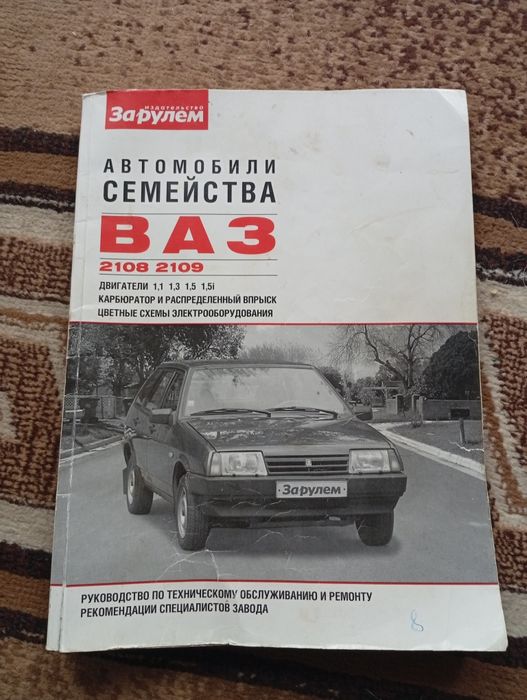 издательство
За рулем
АВТОМОБИЛИ
СЕМЕЙСТВА
ВАЗ
2108 2109
ДВИГАТЕЛИ 1,1 1,3 1,5 1,5i
КАРБЮРАТОР И РАСПРЕДЕЛЕННЫЙ ВПРЫСК
ЦВЕТНЫЕ СХЕМЫ ЭЛЕКТРООБОРУДОВАНИЯ
· За рулем ·
РУКОВОДСТВО ПО ТЕХНИЧЕСКОМУ ОБСЛУЖИВАНИЮ И РЕМОНТУ
РЕКОМЕНДАЦИИ СПЕЦИАЛИСТОВ ЗАВОДА
8